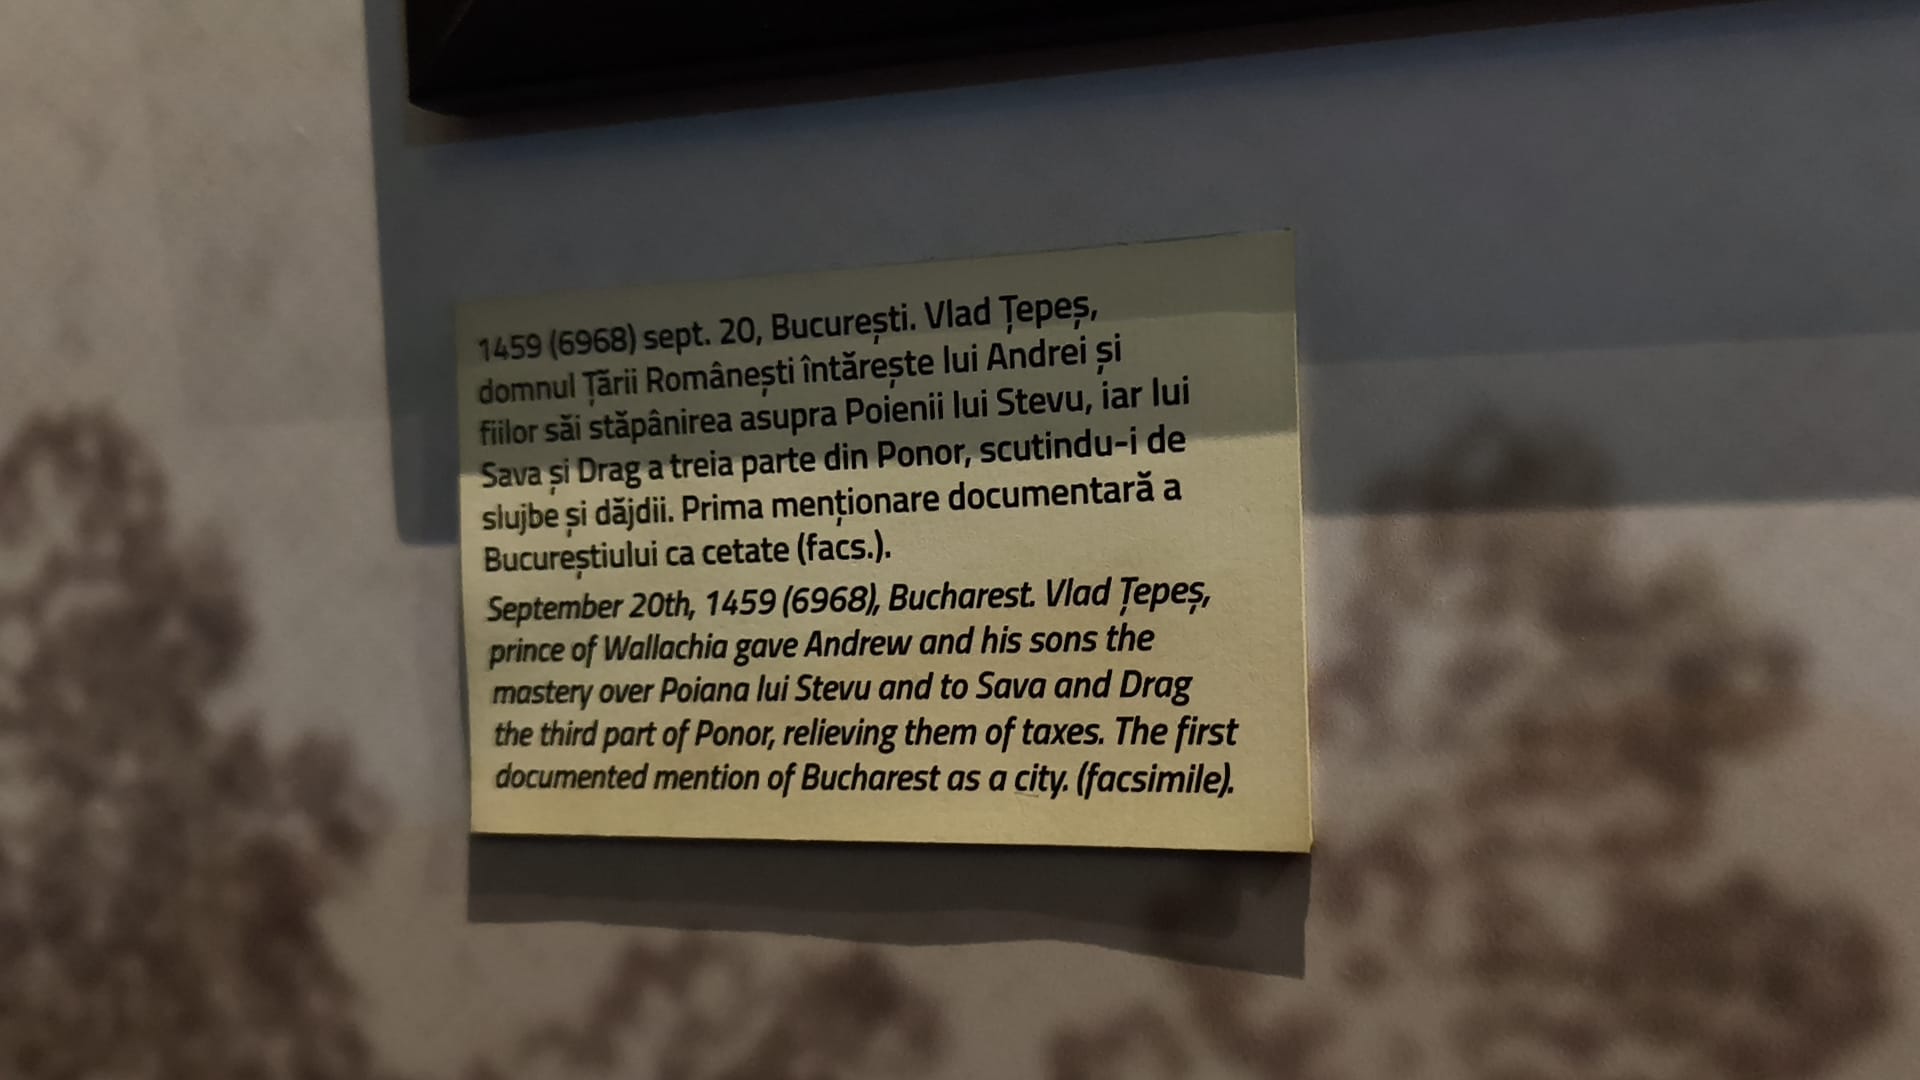 1459 (6968) sept. 20, București. Vlad Țepeș,
domnul Țării Românești întărește lui Andrei și
fiilor săi stăpânirea asupra Poienii lui Stevu, iar lui
Sava și Drag a treia parte din Ponor, scutindu-i de
slujbe și dăjdii. Prima menționare documentară a
Bucureștiului ca cetate (facs.).
September 20th, 1459 (6968), Bucharest. Vlad Țepeș,
prince of Wallachia gave Andrew and his sons the
mastery over Poiana lui Stevu and to Sava and Drag
the third part of Ponor, relieving them of taxes. The first
documented mention of Bucharest as a city. (facsimile).